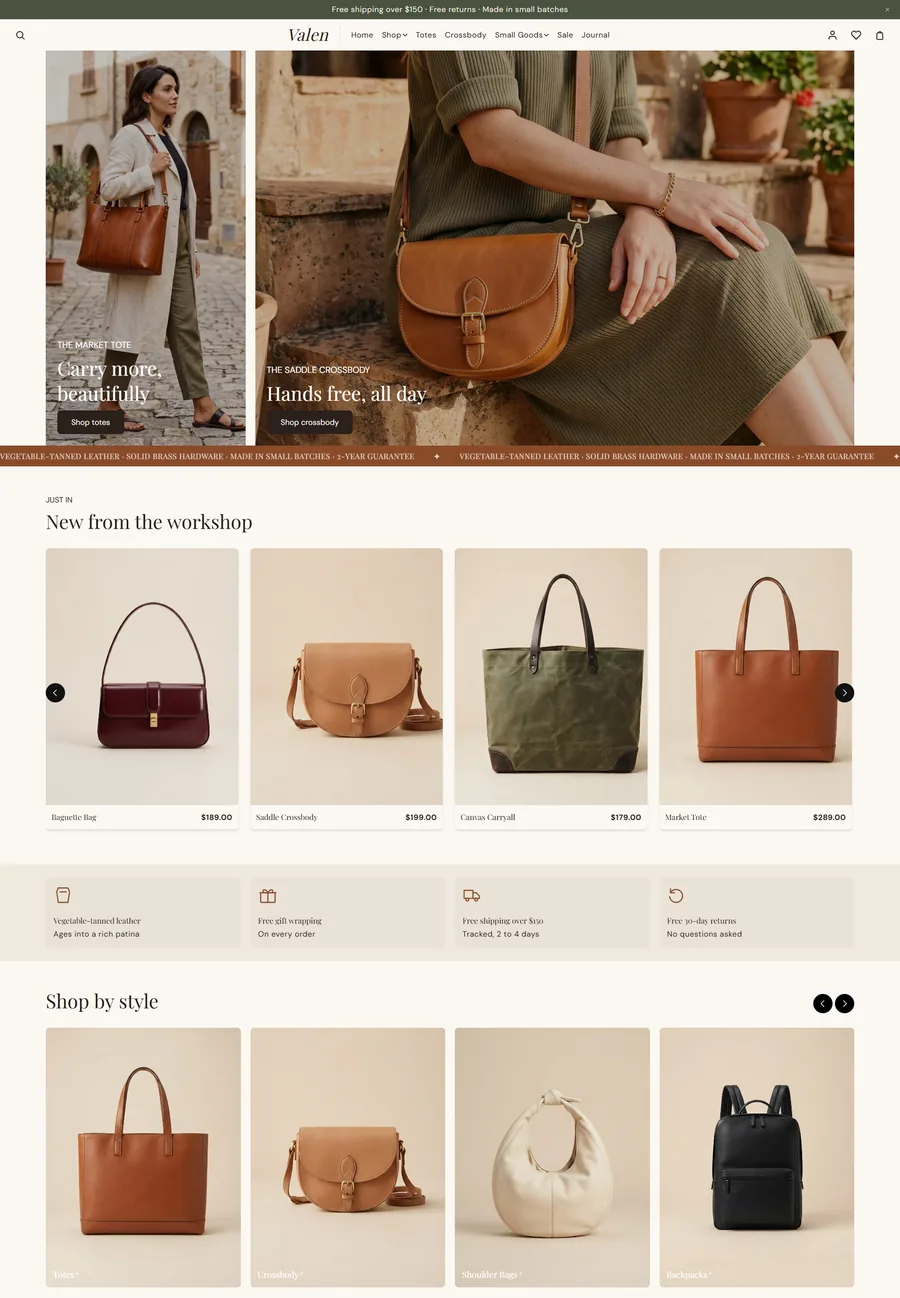 Free shipping over $150 · Free returns · Made in small batches
Valen
Home Shop Totes Crossbody Small Goods Sale Journal
THE MARKET TOTE
Carry more,
beautifully
Shop totes
THE SADDLE CROSSBODY
Hands free, all day
Shop crossbody
VEGETABLE-TANNED LEATHER · SOLID BRASS HARDWARE · MADE IN SMALL BATCHES · 2-YEAR GUARANTEE ✦ VEGETABLE-TANNED LEATHER · SOLID BRASS HARDWARE · MADE IN SMALL BATCHES · 2-YEAR GUARANTEE ✦
JUST IN
New from the workshop
Baguette Bag $189.00
Saddle Crossbody $199.00
Canvas Carryall $179.00
Market Tote $289.00
Vegetable-tanned leather
Ages into a rich patina
Free gift wrapping
On every order
Free shipping over $150
Tracked, 2 to 4 days
Free 30-day returns
No questions asked
Shop by style
Totes
Crossbody
Shoulder Bags
Backpacks